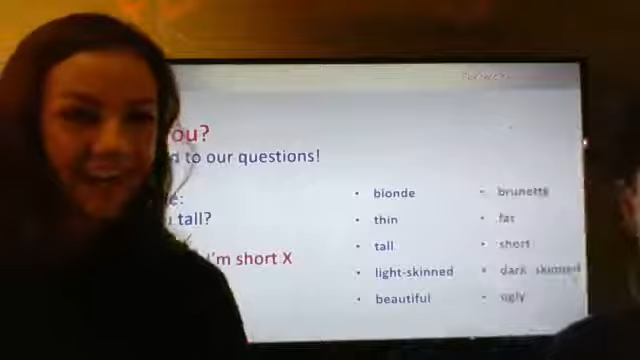 ou?
d to our questions!
e:
tall?
I'm short X
• blonde
• thin
• tall
• light-skinned
• beautiful
• brunette
• fat
• short
• dark skinned
• ugly